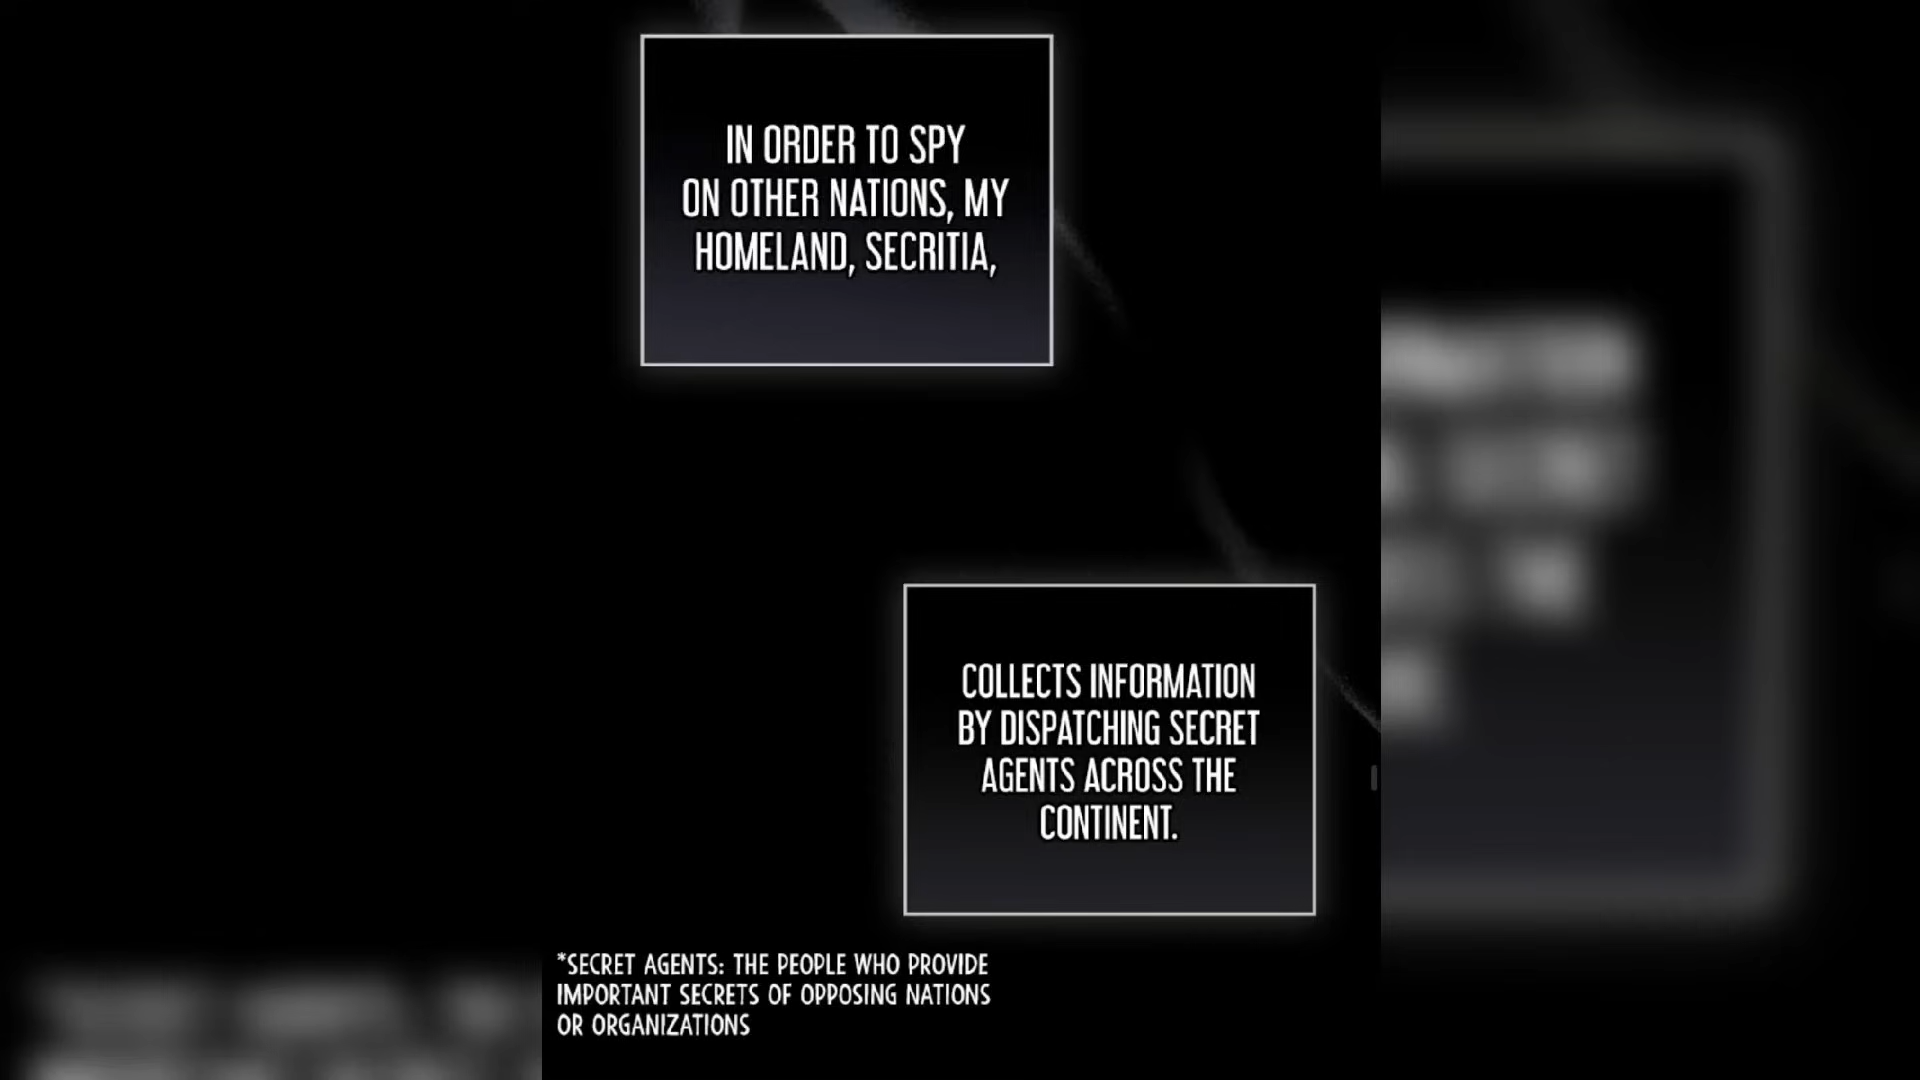 IN ORDER TO SPY
ON OTHER NATIONS, MY
HOMELAND, SECRITIA,
COLLECTS INFORMATION
BY DISPATCHING SECRET
AGENTS ACROSS THE
CONTINENT.
*SECRET AGENTS: THE PEOPLE WHO PROVIDE
IMPORTANT SECRETS OF OPPOSING NATIONS
OR ORGANIZATIONS